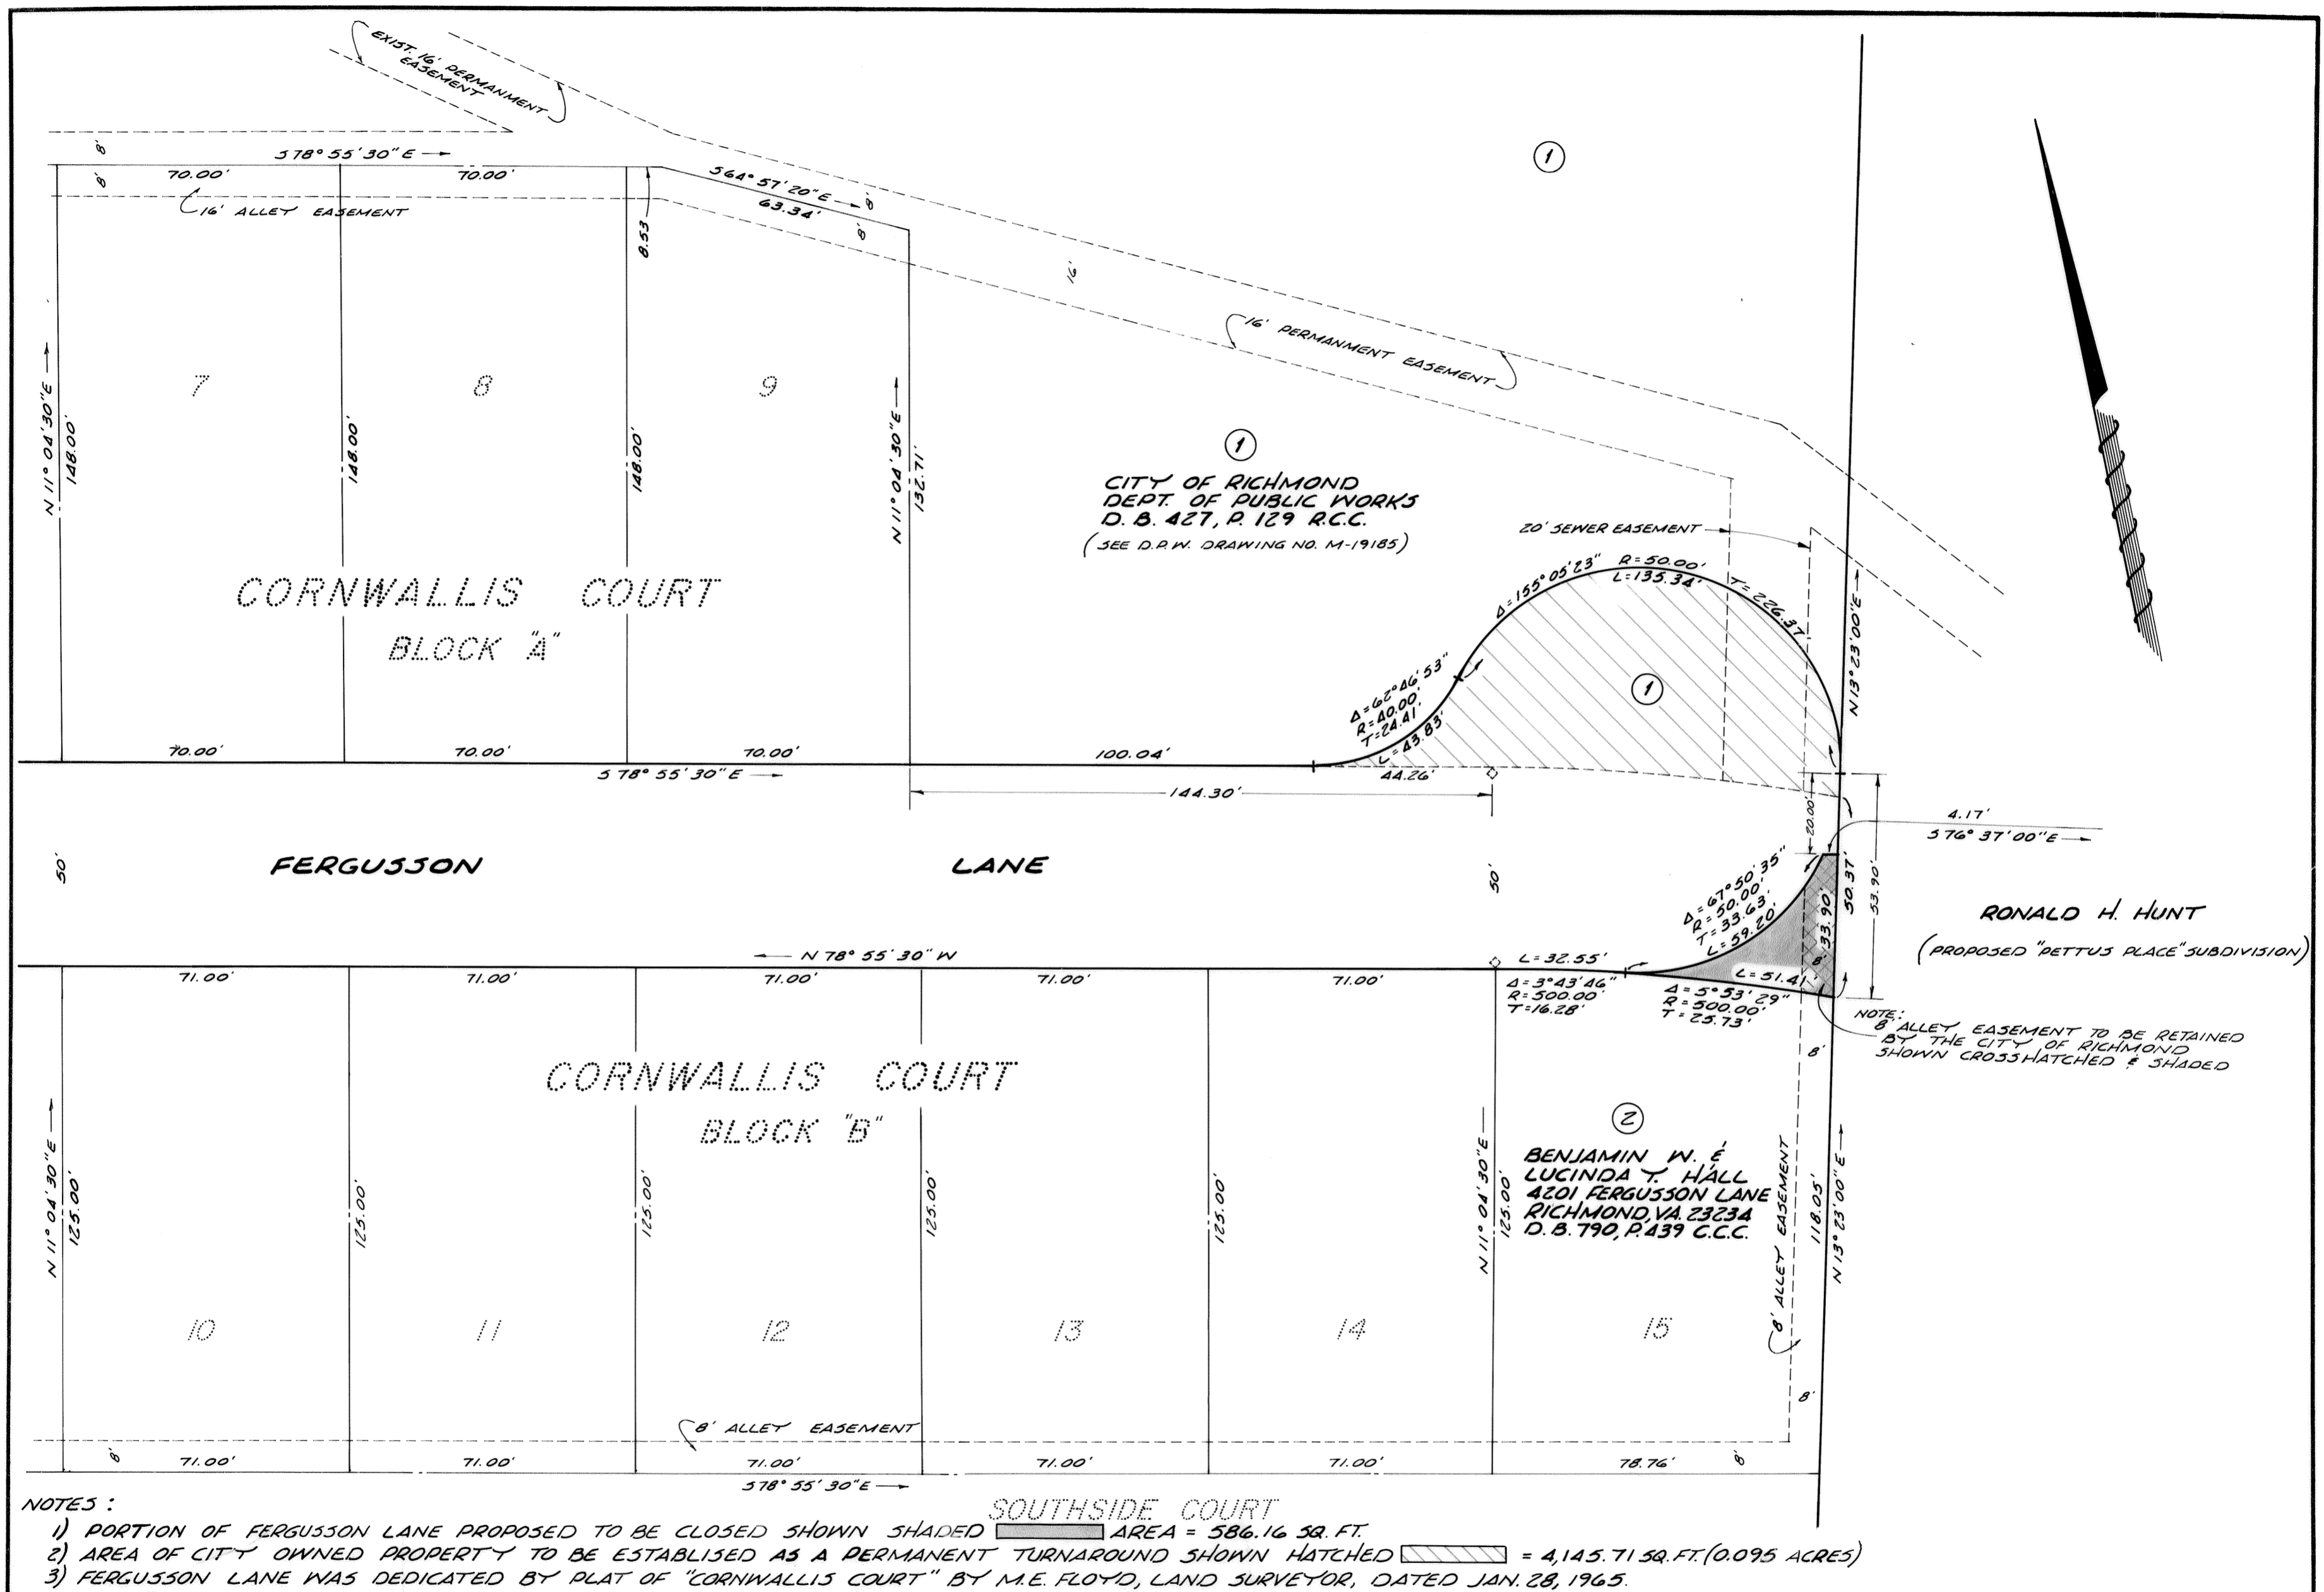 EXIST. 16' PERMANMENT
EASEMENT
8'
S 78° 55' 30" E
8'
70.00'
70.00'
16' ALLEY EASEMENT
S 64° 57' 20" E
63.34'
8'
8'
8.53
16'
16' PERMANMENT EASEMENT
1
N 11° 04' 30" E
148.00'
7
148.00'
8
148.00'
9
N 11° 04' 30" E
132.71'
1
CITY OF RICHMOND
DEPT. OF PUBLIC WORKS
D. B. 427, P. 129 R.C.C.
(SEE D.P.W. DRAWING NO. M-19185)
20' SEWER EASEMENT
CORNWALLIS COURT
BLOCK "A"
Δ=155° 05' 23"
R=50.00'
L=135.34'
T=226.37'
N 13° 23' 00" E
Δ=62° 46' 53"
R=40.00'
T=24.41'
L=43.83'
1
70.00'
70.00'
70.00'
100.04'
S 78° 55' 30" E
44.26'
144.30'
20.00'
4.17'
S 76° 37' 00" E
50'
FERGUSSON LANE
50'
Δ=67° 50' 35"
R=50.00'
T=33.63'
L=59.20'
33.90'
8'
50.37'
53.90'
RONALD H. HUNT
(PROPOSED "PETTUS PLACE" SUBDIVISION)
N 78° 55' 30" W
71.00'
71.00'
71.00'
71.00'
71.00'
L=32.55'
Δ=3° 43' 46"
R=500.00'
T=16.28'
L=51.41'
Δ=5° 53' 29"
R=500.00'
T=25.73'
NOTE:
8' ALLEY EASEMENT TO BE RETAINED
BY THE CITY OF RICHMOND
SHOWN CROSSHATCHED & SHADED
CORNWALLIS COURT
BLOCK "B"
8'
N 11° 04' 30" E
125.00'
125.00'
125.00'
125.00'
125.00'
N 11° 04' 30" E
125.00'
2
BENJAMIN W. &
LUCINDA T. HALL
4201 FERGUSSON LANE
RICHMOND, VA. 23234
D. B. 790, P. 439 C.C.C.
8' ALLEY EASEMENT
118.05'
N 13° 23' 00" E
10
11
12
13
14
15
8'
8' ALLEY EASEMENT
8'
71.00'
71.00'
71.00'
71.00'
71.00'
78.76'
8'
S 78° 55' 30" E
SOUTHSIDE COURT
NOTES :
1) PORTION OF FERGUSSON LANE PROPOSED TO BE CLOSED SHOWN SHADED AREA = 586.16 SQ. FT.
2) AREA OF CITY OWNED PROPERTY TO BE ESTABLISED AS A PERMANENT TURNAROUND SHOWN HATCHED = 4,145.71 SQ. FT. (0.095 ACRES)
3) FERGUSSON LANE WAS DEDICATED BY PLAT OF "CORNWALLIS COURT" BY M.E. FLOYD, LAND SURVEYOR, DATED JAN. 28, 1965.